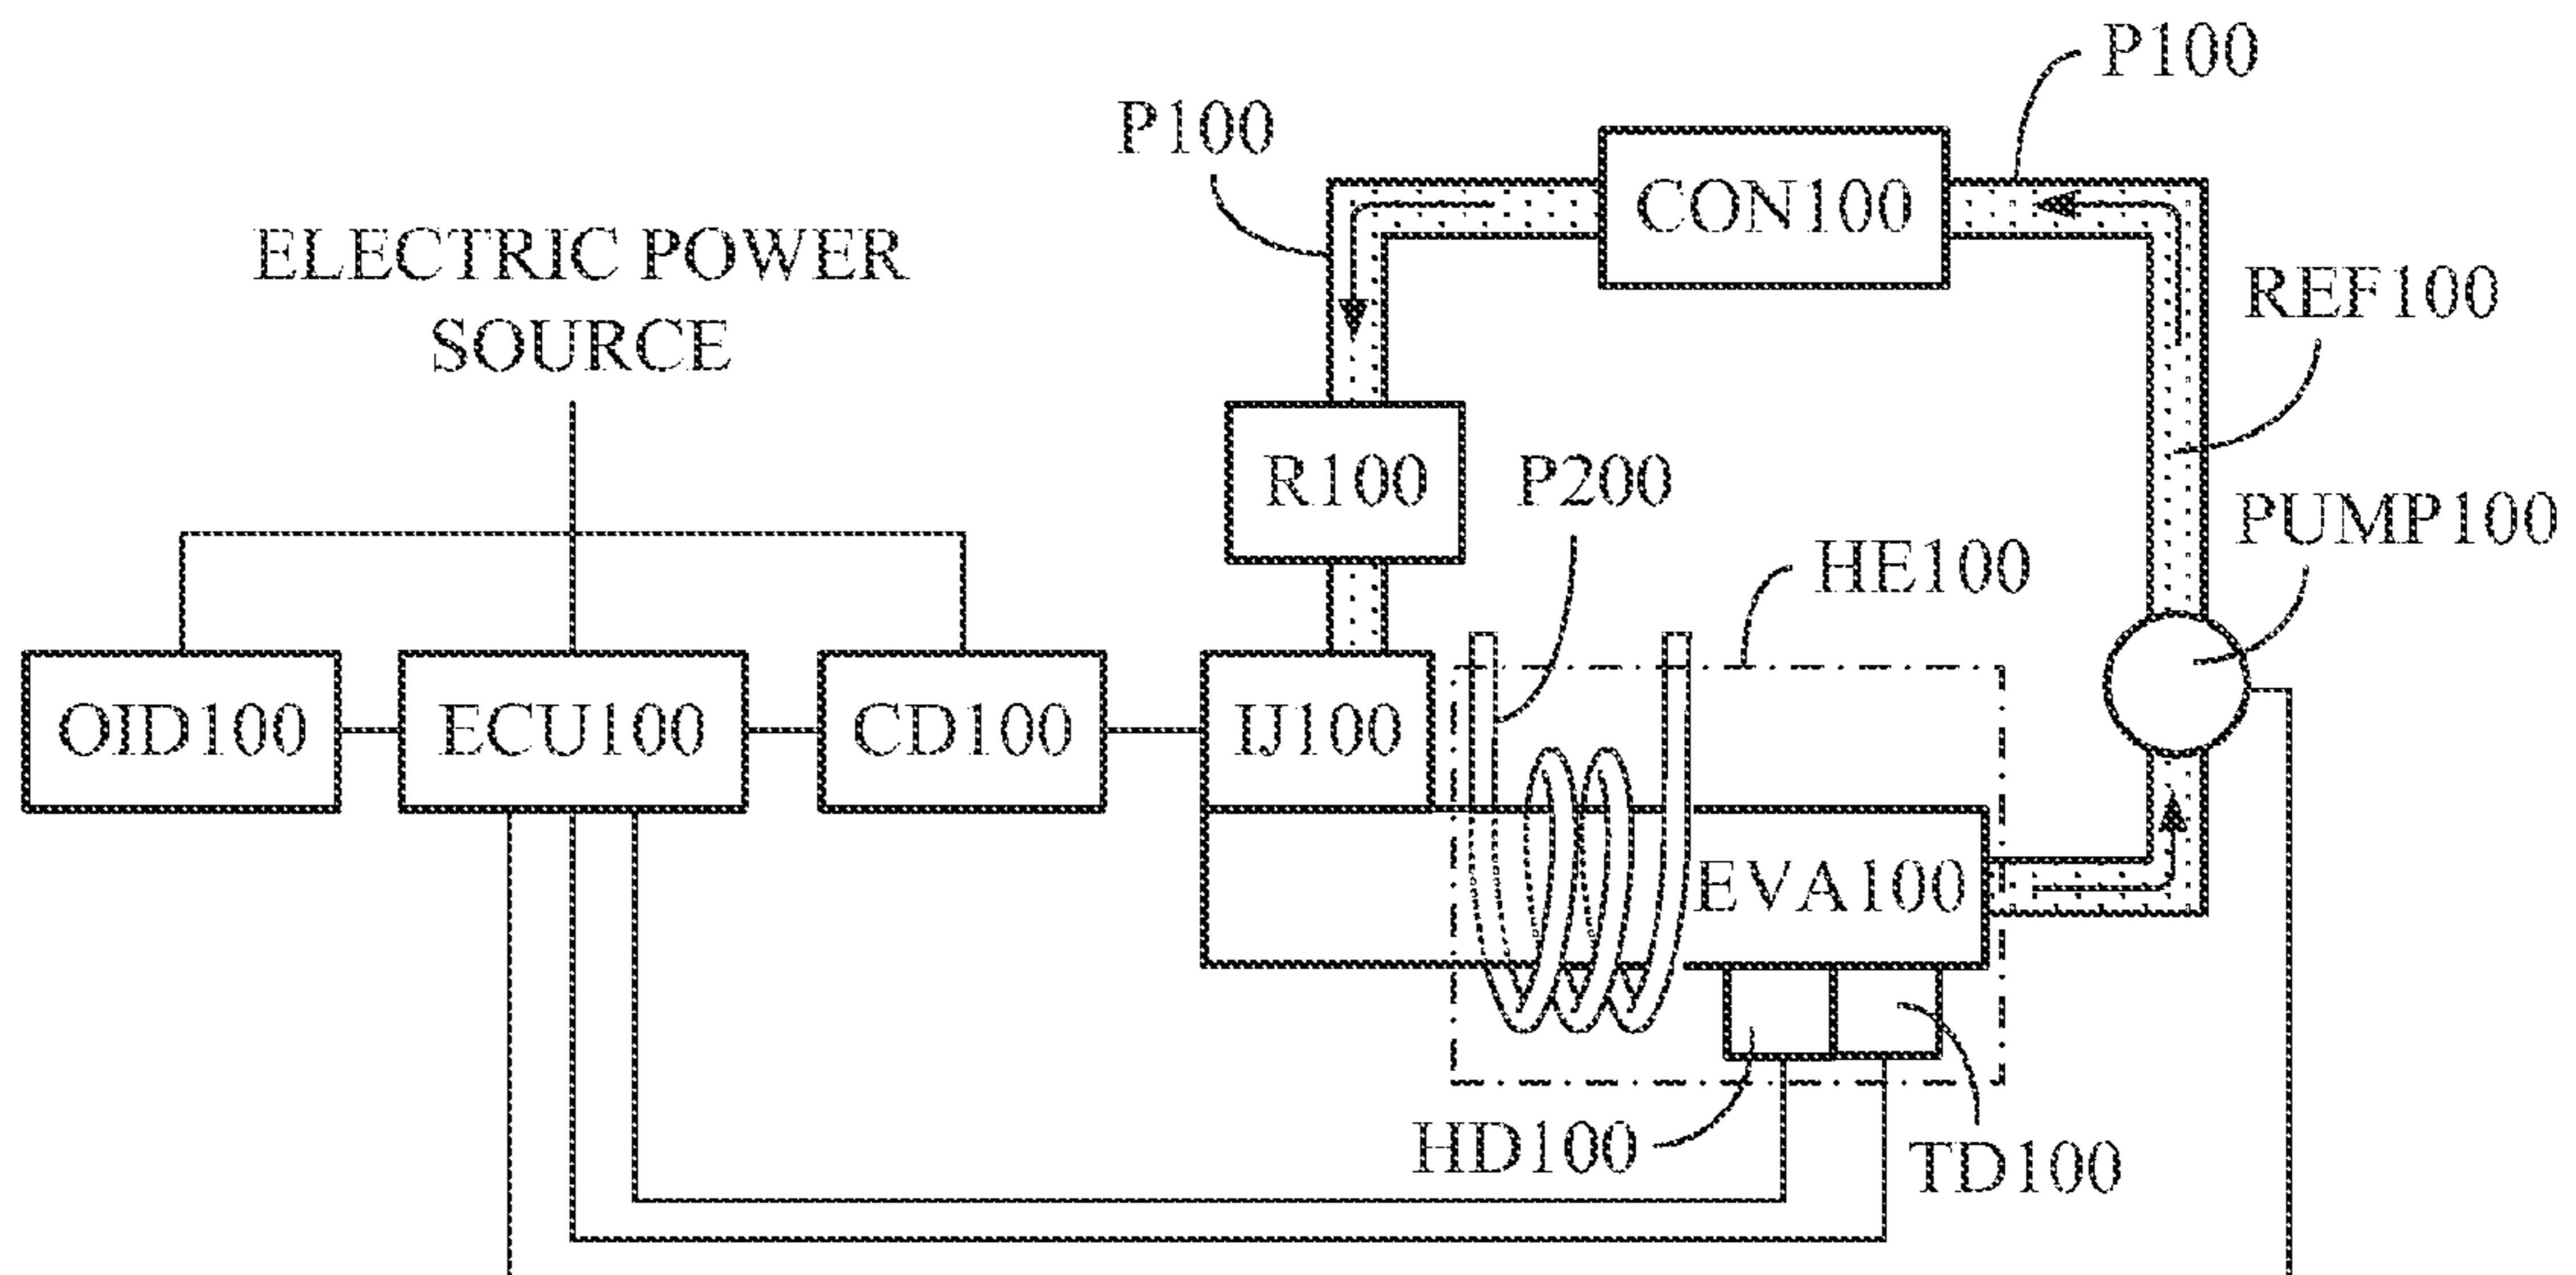 P100
P100
CON100
ELECTRIC POWER
SOURCE
REF100
R100
P200
PUMP100
HE100
OID100
ECU100
CD100
IJ100
EVA100
HD100
TD100